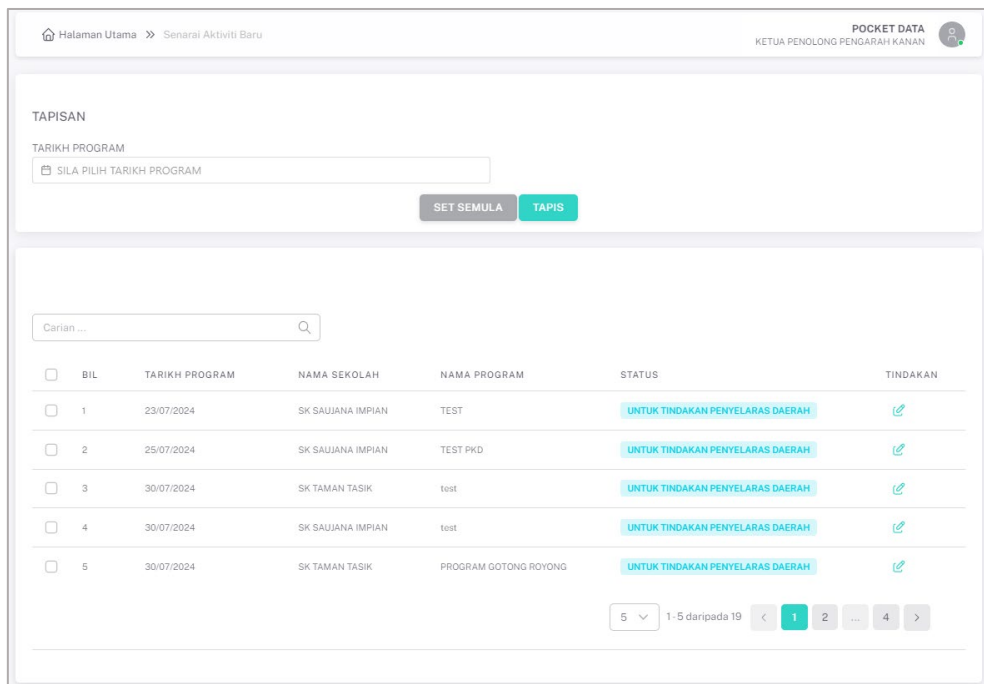 Halaman Utama >> Senarai Aktiviti Baru
POCKET DATA
KETUA PENOLONG PENGARAH KANAN
TAPISAN
TARIKH PROGRAM
SILA PILIH TARIKH PROGRAM
SET SEMULA TAPIS
Carian ...
BIL TARIKH PROGRAM NAMA SEKOLAH NAMA PROGRAM STATUS TINDAKAN
1 23/07/2024 SK SAUJANA IMPIAN TEST UNTUK TINDAKAN PENYELARAS DAERAH
2 25/07/2024 SK SAUJANA IMPIAN TEST PKD UNTUK TINDAKAN PENYELARAS DAERAH
3 30/07/2024 SK TAMAN TASIK test UNTUK TINDAKAN PENYELARAS DAERAH
4 30/07/2024 SK SAUJANA IMPIAN test UNTUK TINDAKAN PENYELARAS DAERAH
5 30/07/2024 SK TAMAN TASIK PROGRAM GOTONG ROYONG UNTUK TINDAKAN PENYELARAS DAERAH
5 1-5 daripada 19 < 1 2 ... 4 >